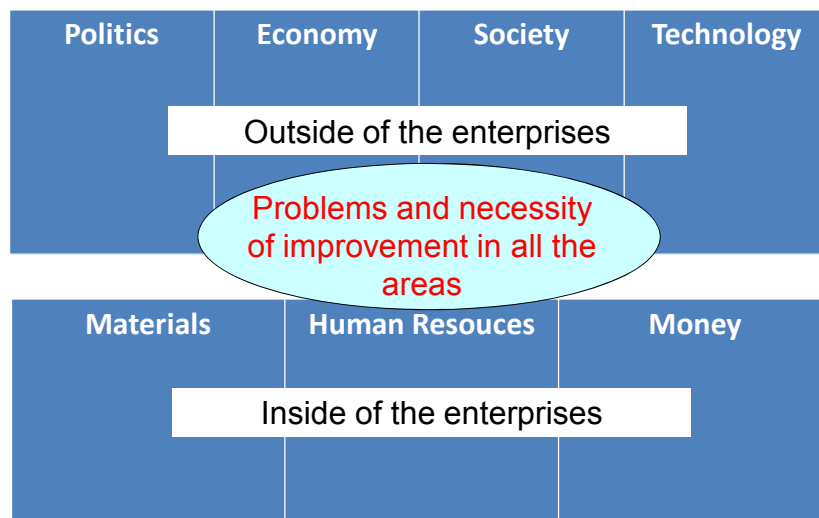 Politics Economy Society Technology
Outside of the enterprises
Problems and necessity
of improvement in all the
areas
Materials Human Resouces Money
Inside of the enterprises